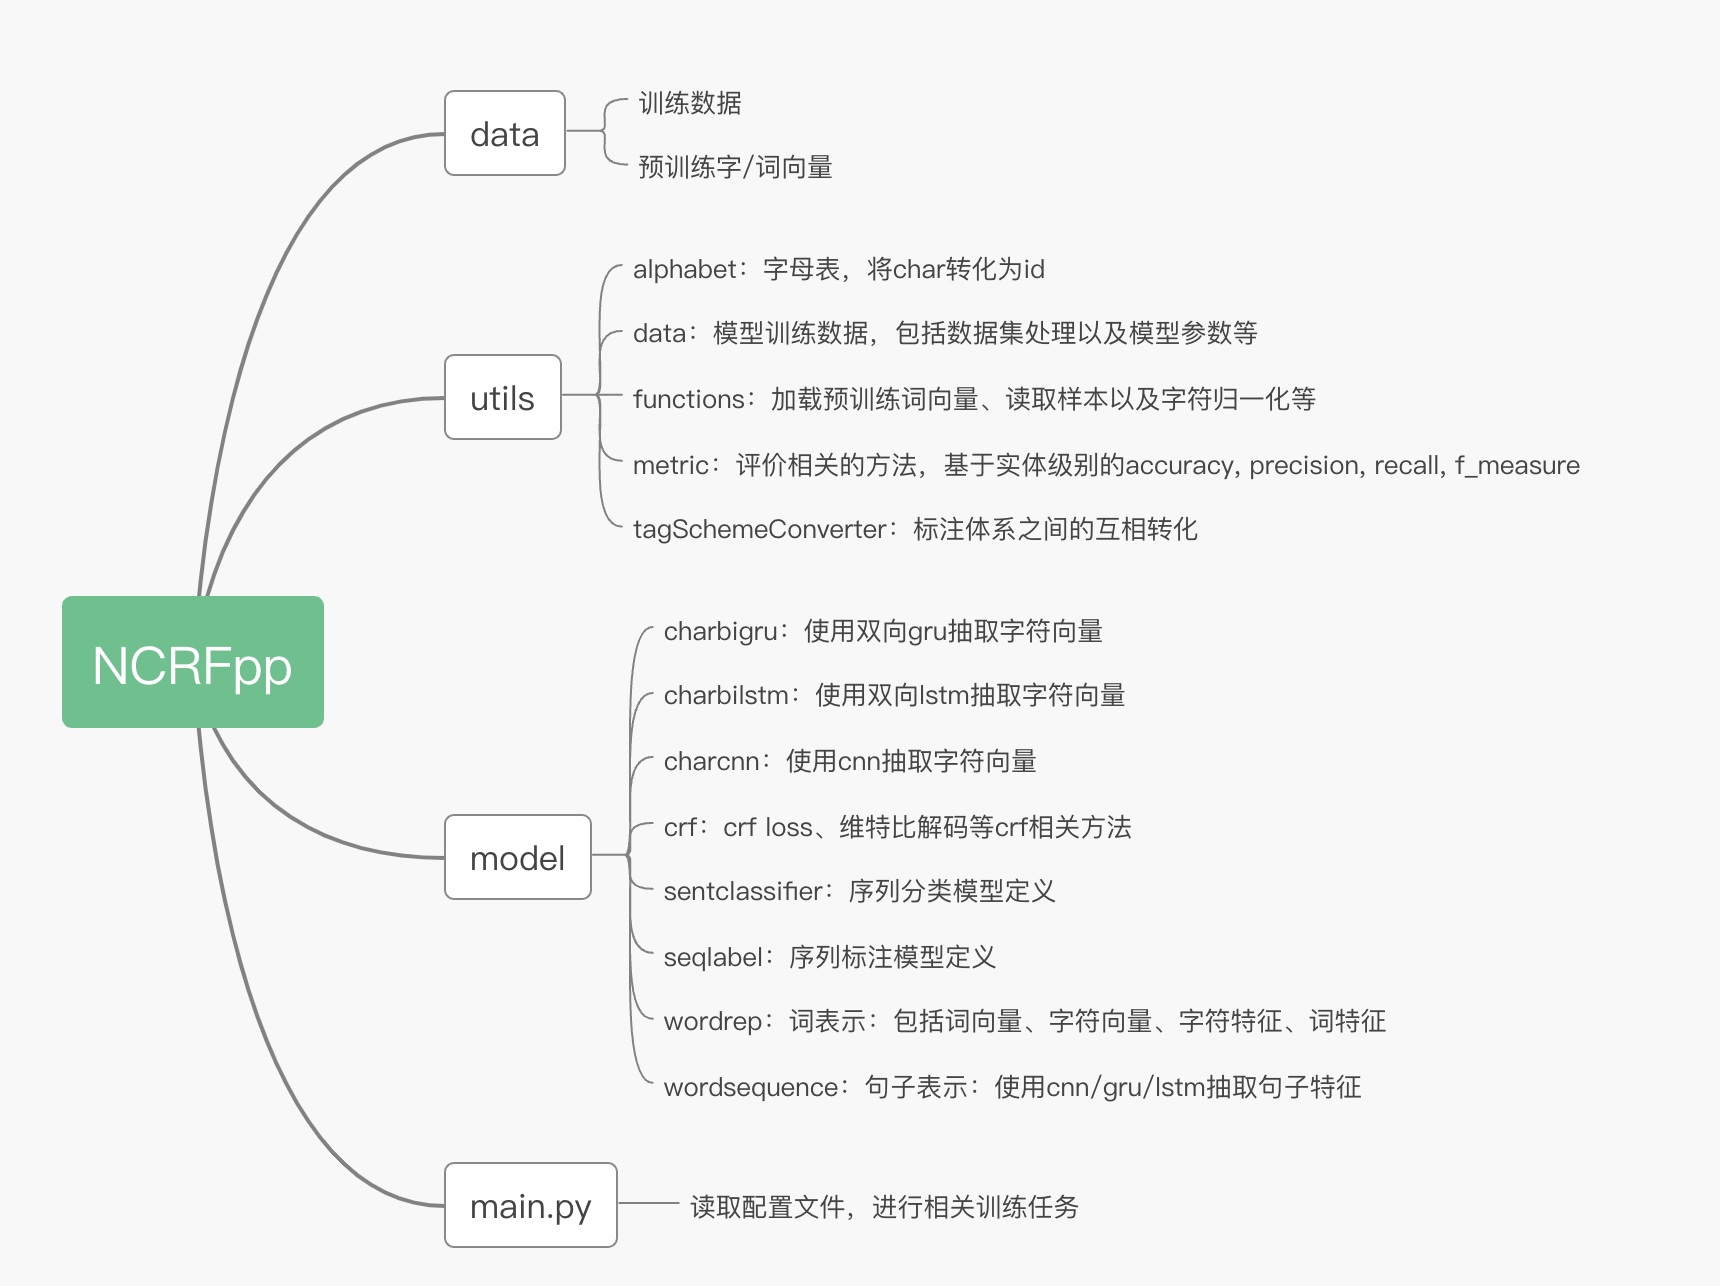 NCRFpp
data
训练数据
预训练字/词向量
utils
alphabet：字母表，将char转化为id
data：模型训练数据，包括数据集处理以及模型参数等
functions：加载预训练词向量、读取样本以及字符归一化等
metric：评价相关的方法，基于实体级别的accuracy, precision, recall, f_measure
tagSchemeConverter：标注体系之间的互相转化
model
charbigru：使用双向gru抽取字符向量
charbilstm：使用双向lstm抽取字符向量
charcnn：使用cnn抽取字符向量
crf：crf loss、维特比解码等crf相关方法
sentclassifier：序列分类模型定义
seqlabel：序列标注模型定义
wordrep：词表示：包括词向量、字符向量、字符特征、词特征
wordsequence：句子表示：使用cnn/gru/lstm抽取句子特征
main.py
读取配置文件，进行相关训练任务